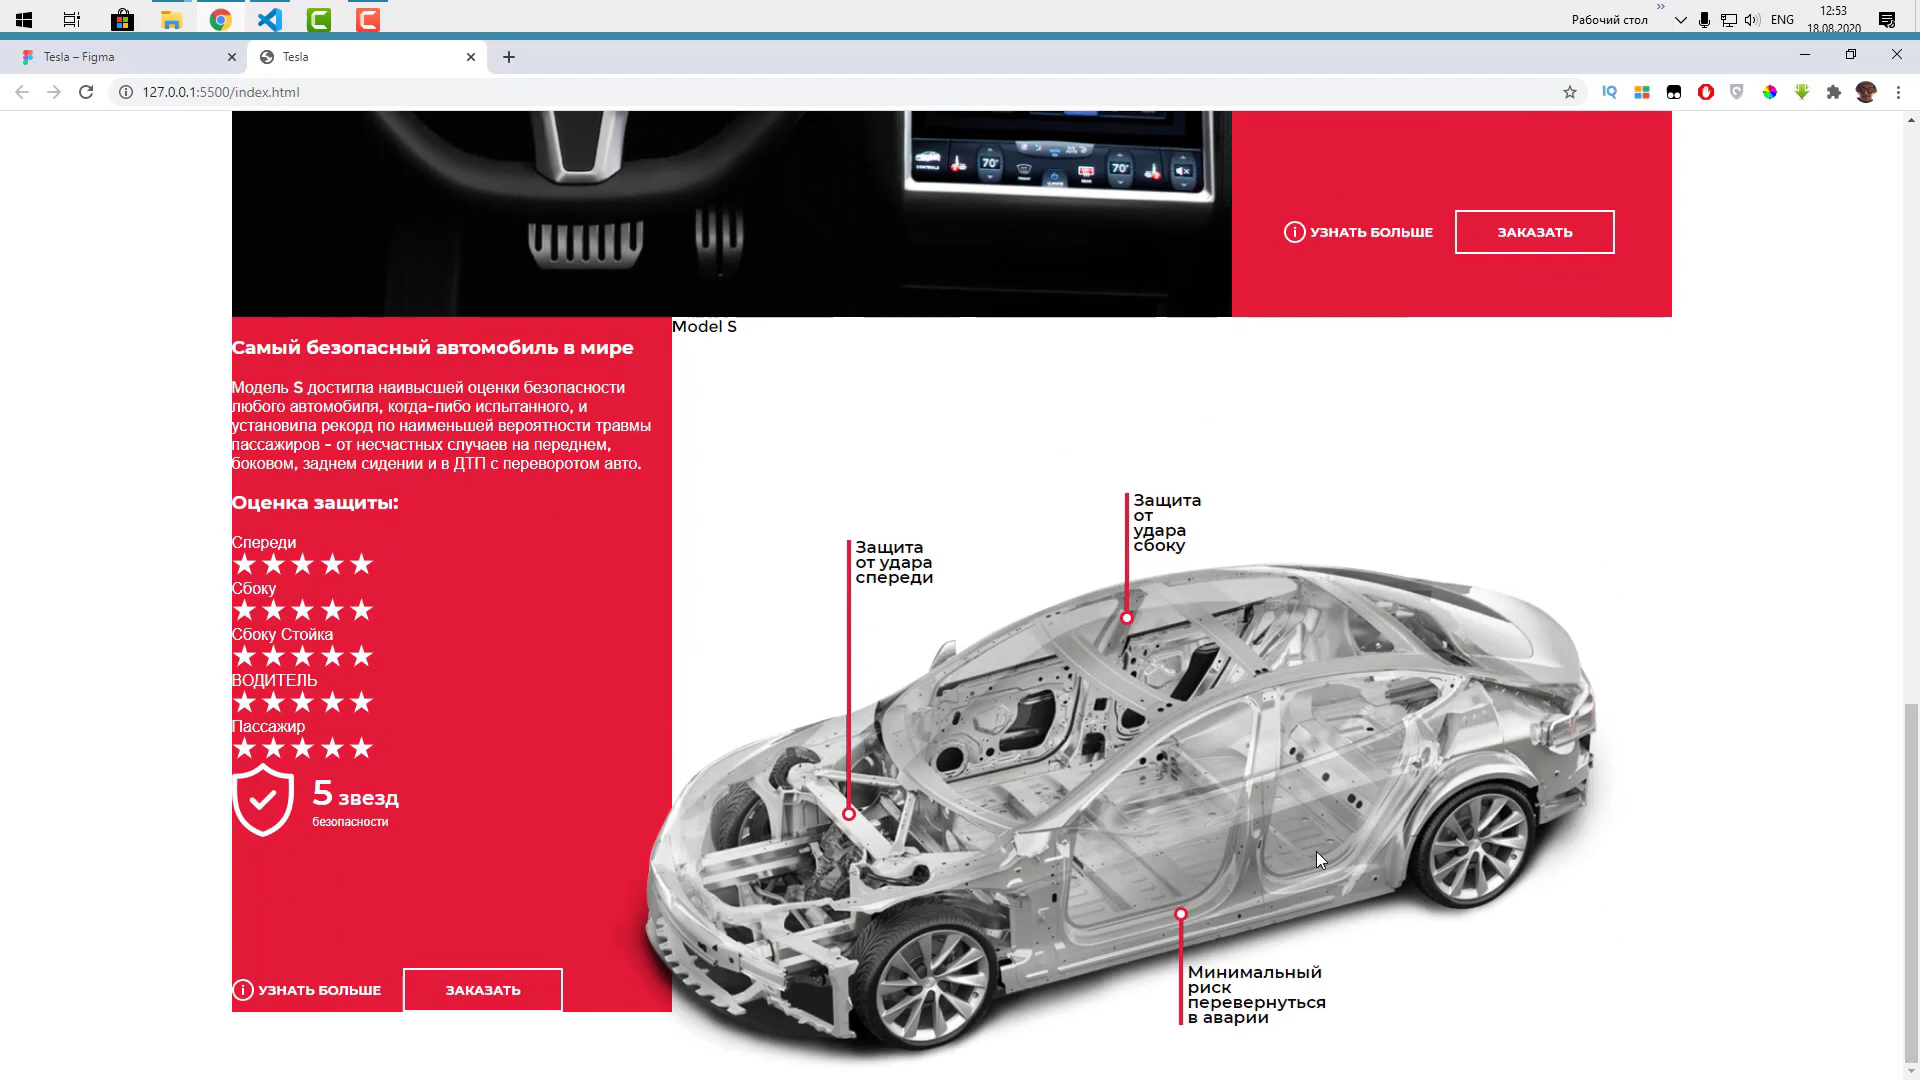 Рабочий стол
ENG
12:53
18.08.2020
Tesla – Figma
Tesla
127.0.0.1:5500/index.html
IQ
70°
70°
УЗНАТЬ БОЛЬШЕ
ЗАКАЗАТЬ
Model S
Самый безопасный автомобиль в мире
Модель S достигла наивысшей оценки безопасности
любого автомобиля, когда-либо испытанного, и
установила рекорд по наименьшей вероятности травмы
пассажиров - от несчастных случаев на переднем,
боковом, заднем сидении и в ДТП с переворотом авто.
Оценка защиты:
Спереди
Сбоку
Сбоку Стойка
ВОДИТЕЛЬ
Пассажир
5 звезд
безопасности
УЗНАТЬ БОЛЬШЕ
ЗАКАЗАТЬ
Защита
от удара
спереди
Защита
от
удара
сбоку
Минимальный
риск
перевернуться
в аварии